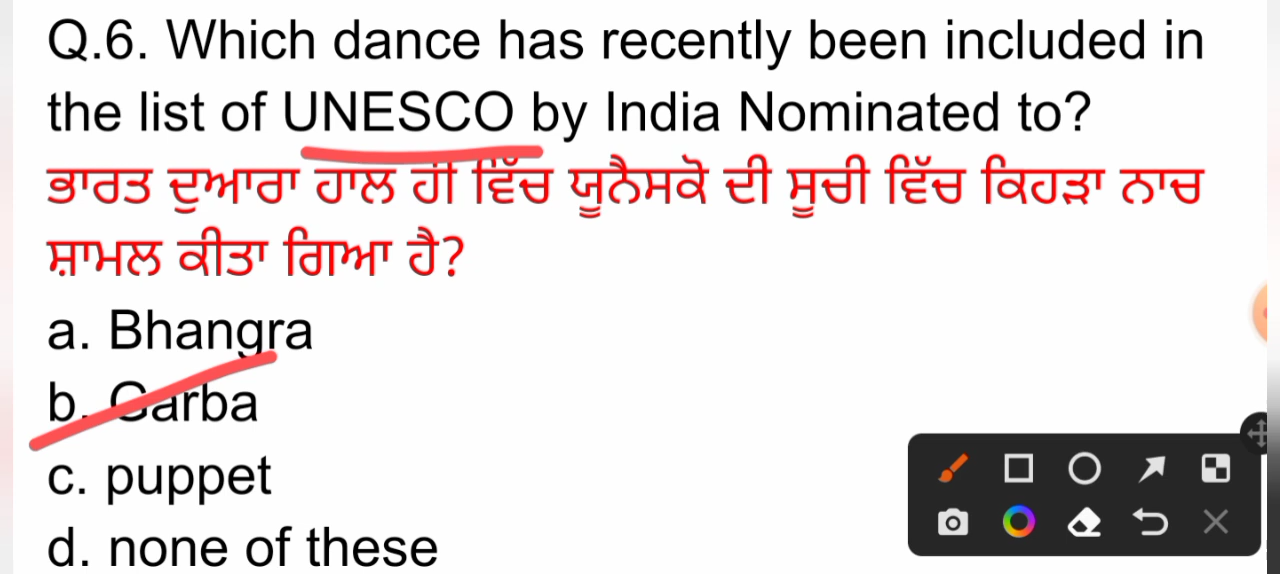 Q.6. Which dance has recently been included in
the list of UNESCO by India Nominated to?
ਭਾਰਤ ਦੁਆਰਾ ਹਾਲ ਹੀ ਵਿੱਚ ਯੂਨੈਸਕੋ ਦੀ ਸੂਚੀ ਵਿੱਚ ਕਿਹੜਾ ਨਾਚ
ਸ਼ਾਮਲ ਕੀਤਾ ਗਿਆ ਹੈ?
a. Bhangra
b. Garba
c. puppet
d. none of these